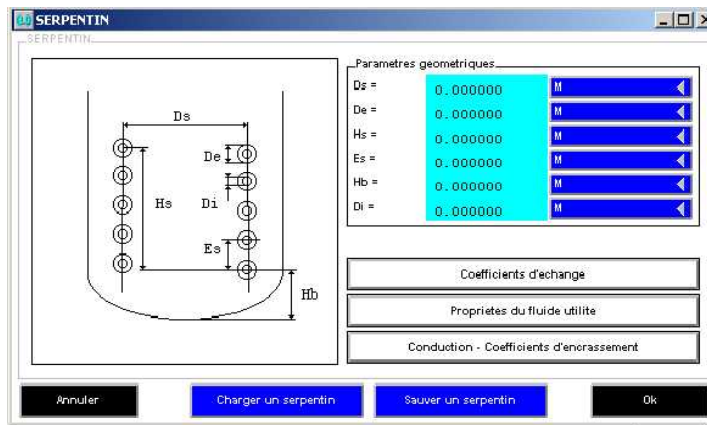 SERPENTIN
SERPENTIN
Parametres geometriques
Ds = 0.000000 M
De = 0.000000 M
Hs = 0.000000 M
Es = 0.000000 M
Hb = 0.000000 M
Di = 0.000000 M
Ds
De
Hs
Di
Es
Hb
Coefficients d'echange
Proprietes du fluide utilite
Conduction - Coefficients d'encrassement
Annuler
Charger un serpentin
Sauver un serpentin
Ok